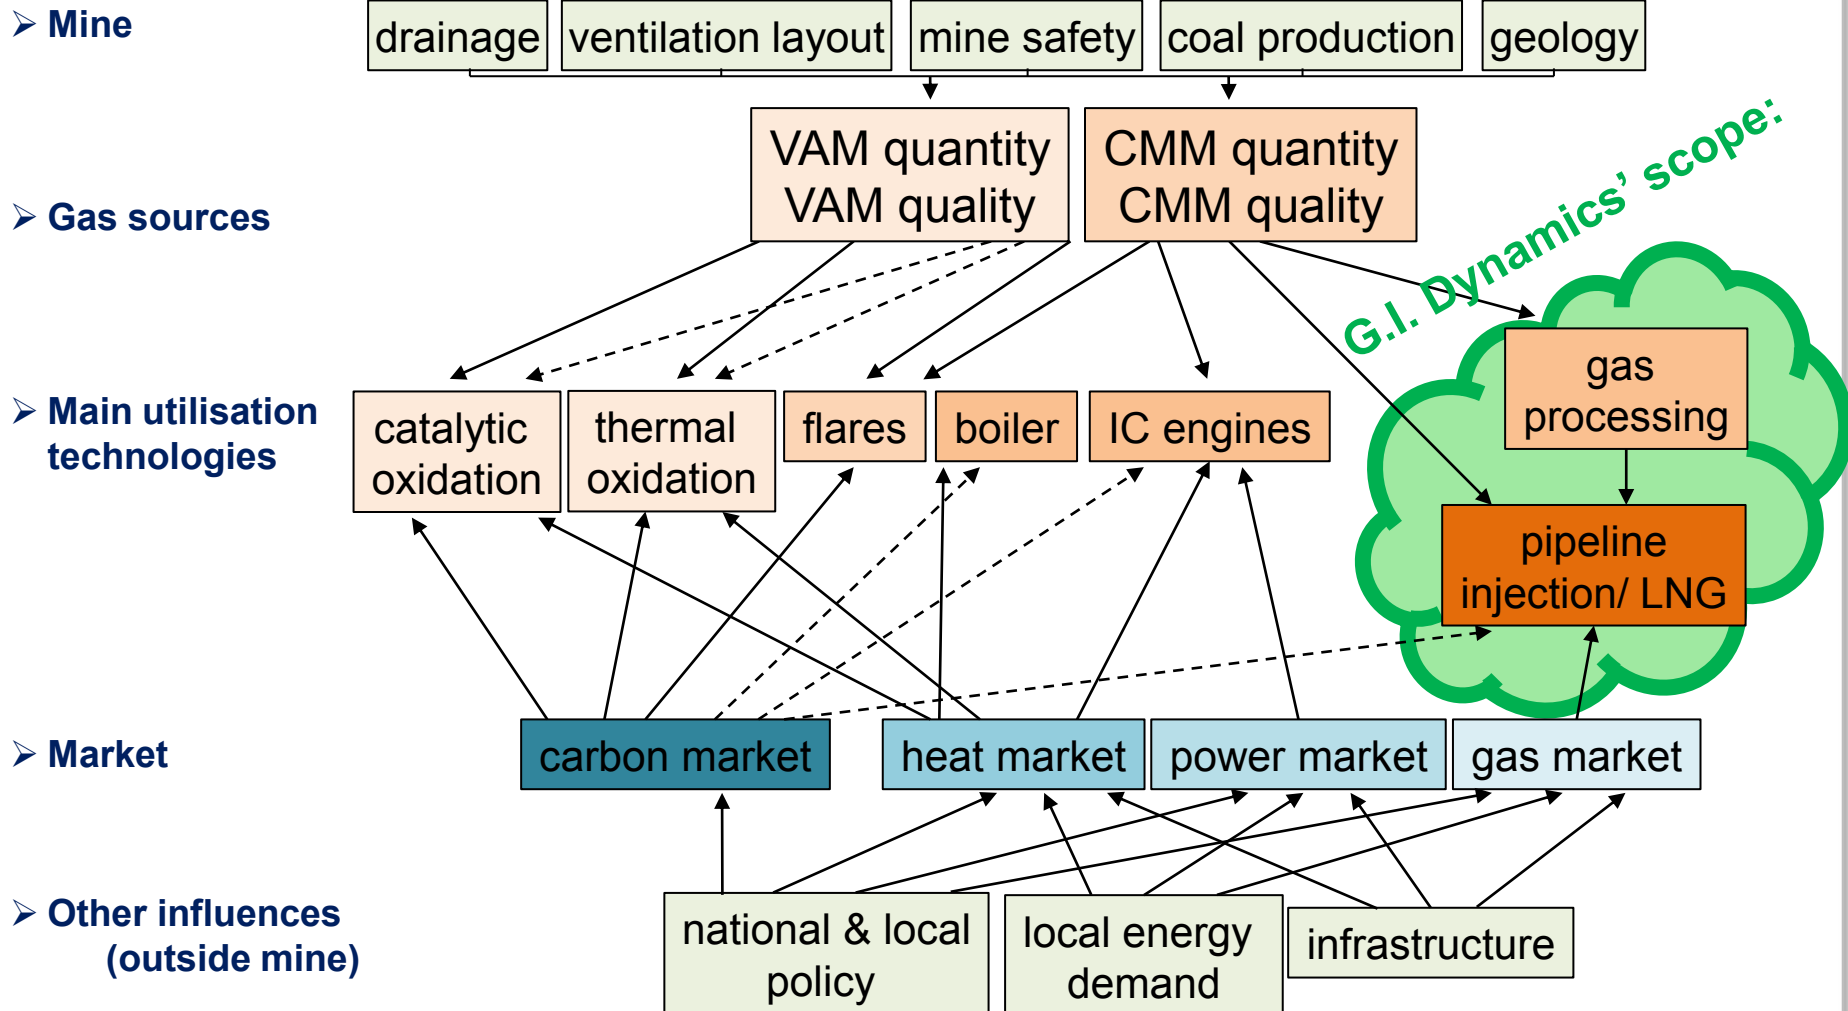 ➢ Mine
drainage
ventilation layout
mine safety
coal production
geology
➢ Gas sources
VAM quantity
VAM quality
CMM quantity
CMM quality
G.I. Dynamics’ scope:
➢ Main utilisation
technologies
catalytic
oxidation
thermal
oxidation
flares
boiler
IC engines
gas
processing
pipeline
injection/ LNG
➢ Market
carbon market
heat market
power market
gas market
➢ Other influences
(outside mine)
national & local
policy
local energy
demand
infrastructure